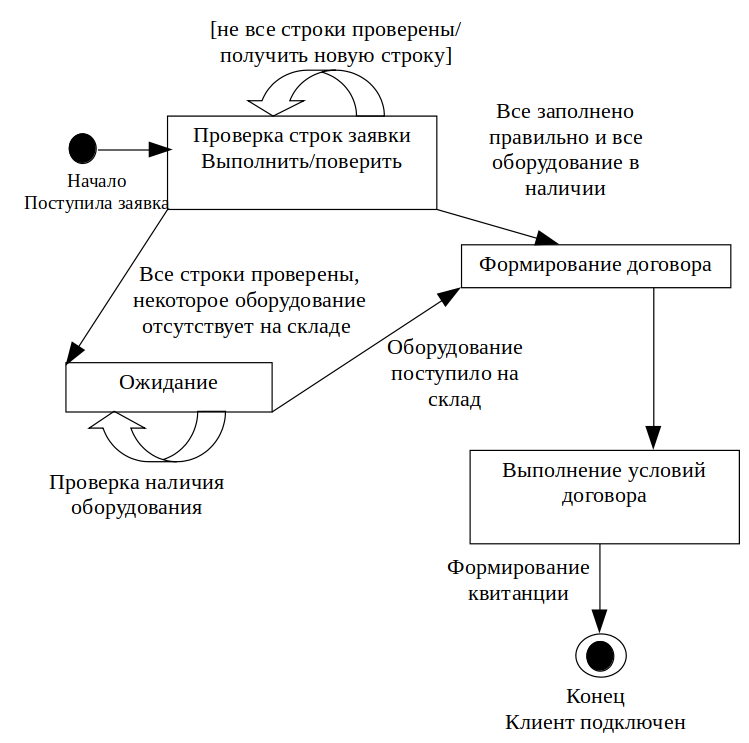 [не все строки проверены/
получить новую строку]
Проверка строк заявки
Выполнить/поверить
Начало
Поступила заявка
Все заполнено
правильно и все
оборудование в
наличии
Формирование договора
Все строки проверены,
некоторое оборудование
отсутствует на складе
Ожидание
Оборудование
поступило на
склад
Проверка наличия
оборудования
Выполнение условий
договора
Формирование
квитанции
Конец
Клиент подключен